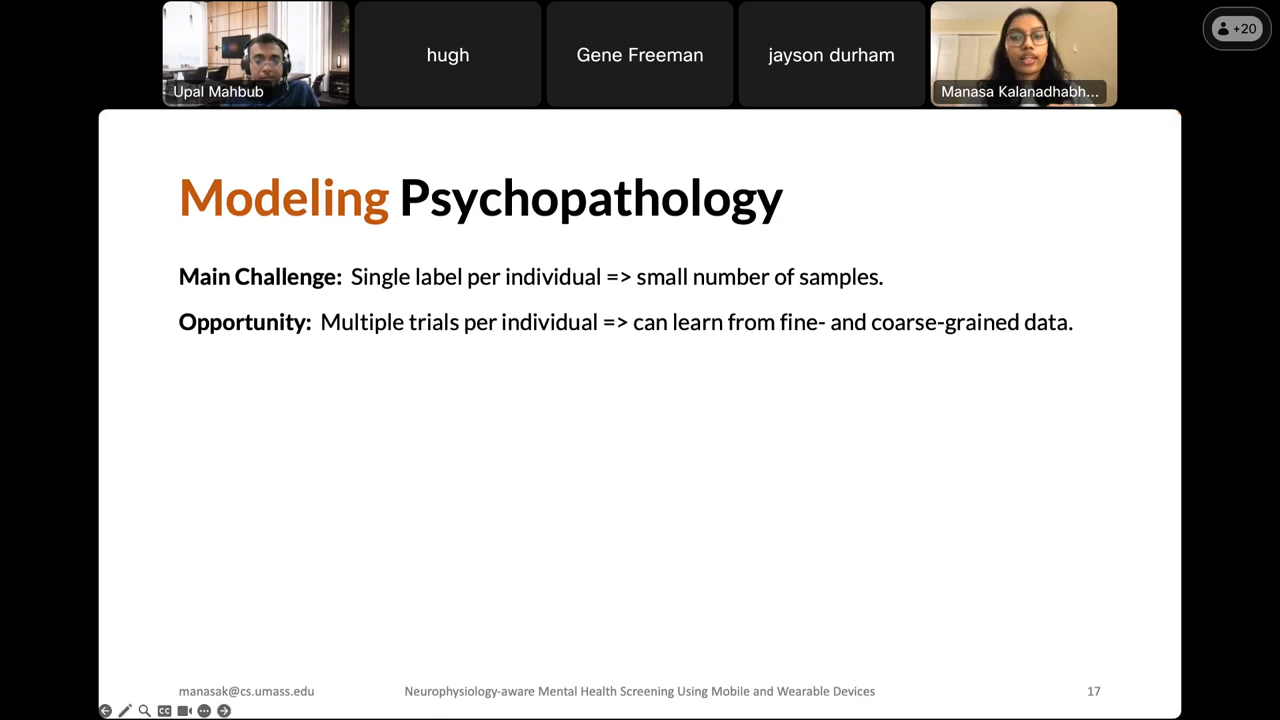 Upal Mahbub
hugh
Gene Freeman
jayson durham
Manasa Kalanadhabh...
+20
Modeling Psychopathology
Main Challenge: Single label per individual => small number of samples.
Opportunity: Multiple trials per individual => can learn from fine- and coarse-grained data.
manasak@cs.umass.edu
Neurophysiology-aware Mental Health Screening Using Mobile and Wearable Devices
17
CC